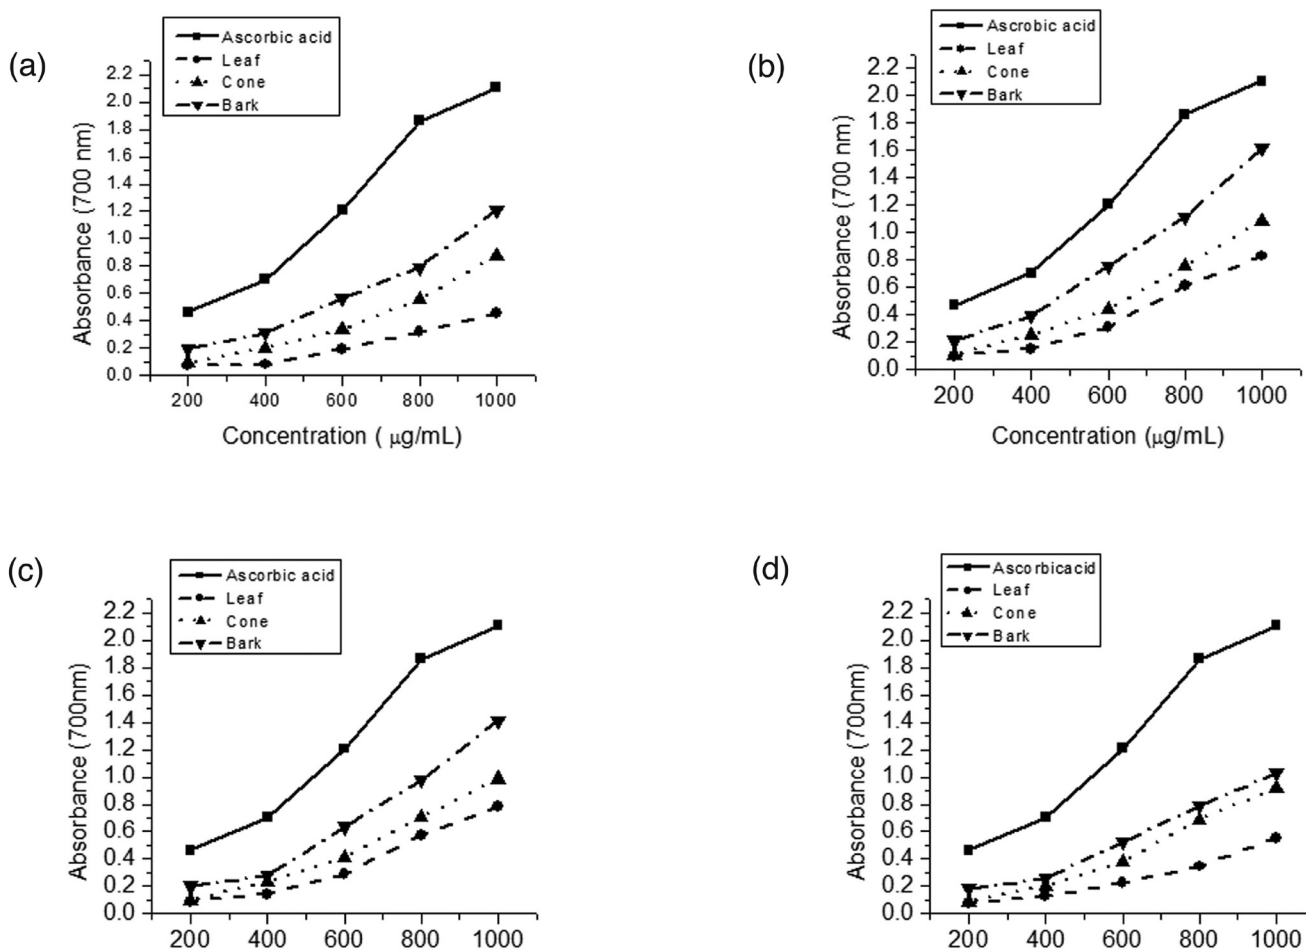 (a)
Ascorbic acid
Leaf
Cone
Bark
Absorbance (700 nm)
2.2
2.0
1.8
1.6
1.4
1.2
1.0
0.8
0.6
0.4
0.2
0.0
200 400 600 800 1000
Concentration ( μg/mL)
(b)
Ascrobic acid
Leaf
Cone
Bark
Absorbance (700 nm)
2.2
2.0
1.8
1.6
1.4
1.2
1.0
0.8
0.6
0.4
0.2
0.0
200 400 600 800 1000
Concentration (μg/mL)
(c)
Ascorbic acid
Leaf
Cone
Bark
Absorbance (700nm)
2.2
2.0
1.8
1.6
1.4
1.2
1.0
0.8
0.6
0.4
0.2
0.0
200 400 600 800 1000
(d)
Ascorbicacid
Leaf
Cone
Bark
Absorbance (700nm)
2.2
2.0
1.8
1.6
1.4
1.2
1.0
0.8
0.6
0.4
0.2
0.0
200 400 600 800 1000